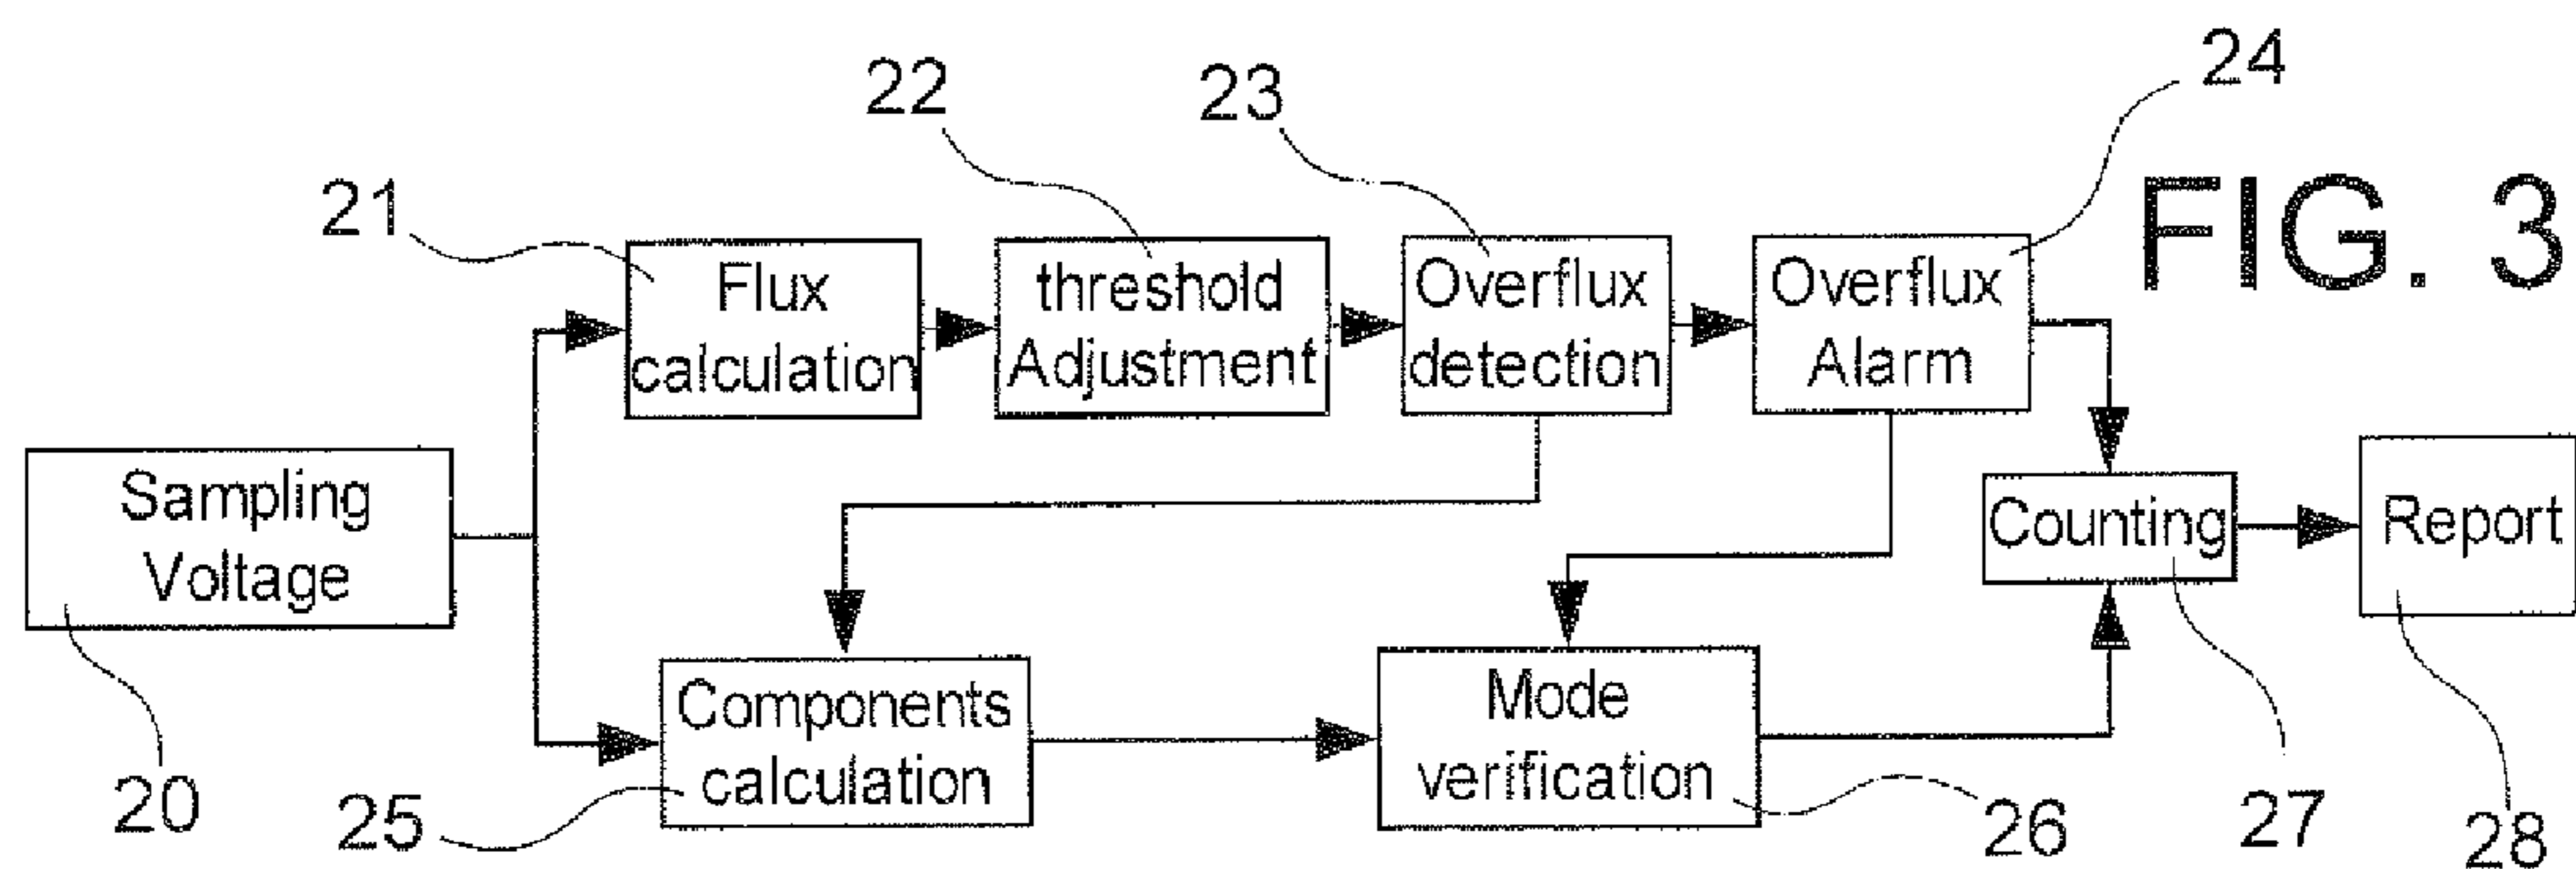 24
22
23
FIG. 3
21
Flux
calculation
threshold
Adjustment
Overflux
detection
Overflux
Alarm
Sampling
Voltage
Counting
Report
Components
calculation
Mode
verification
20
25
26
27
28